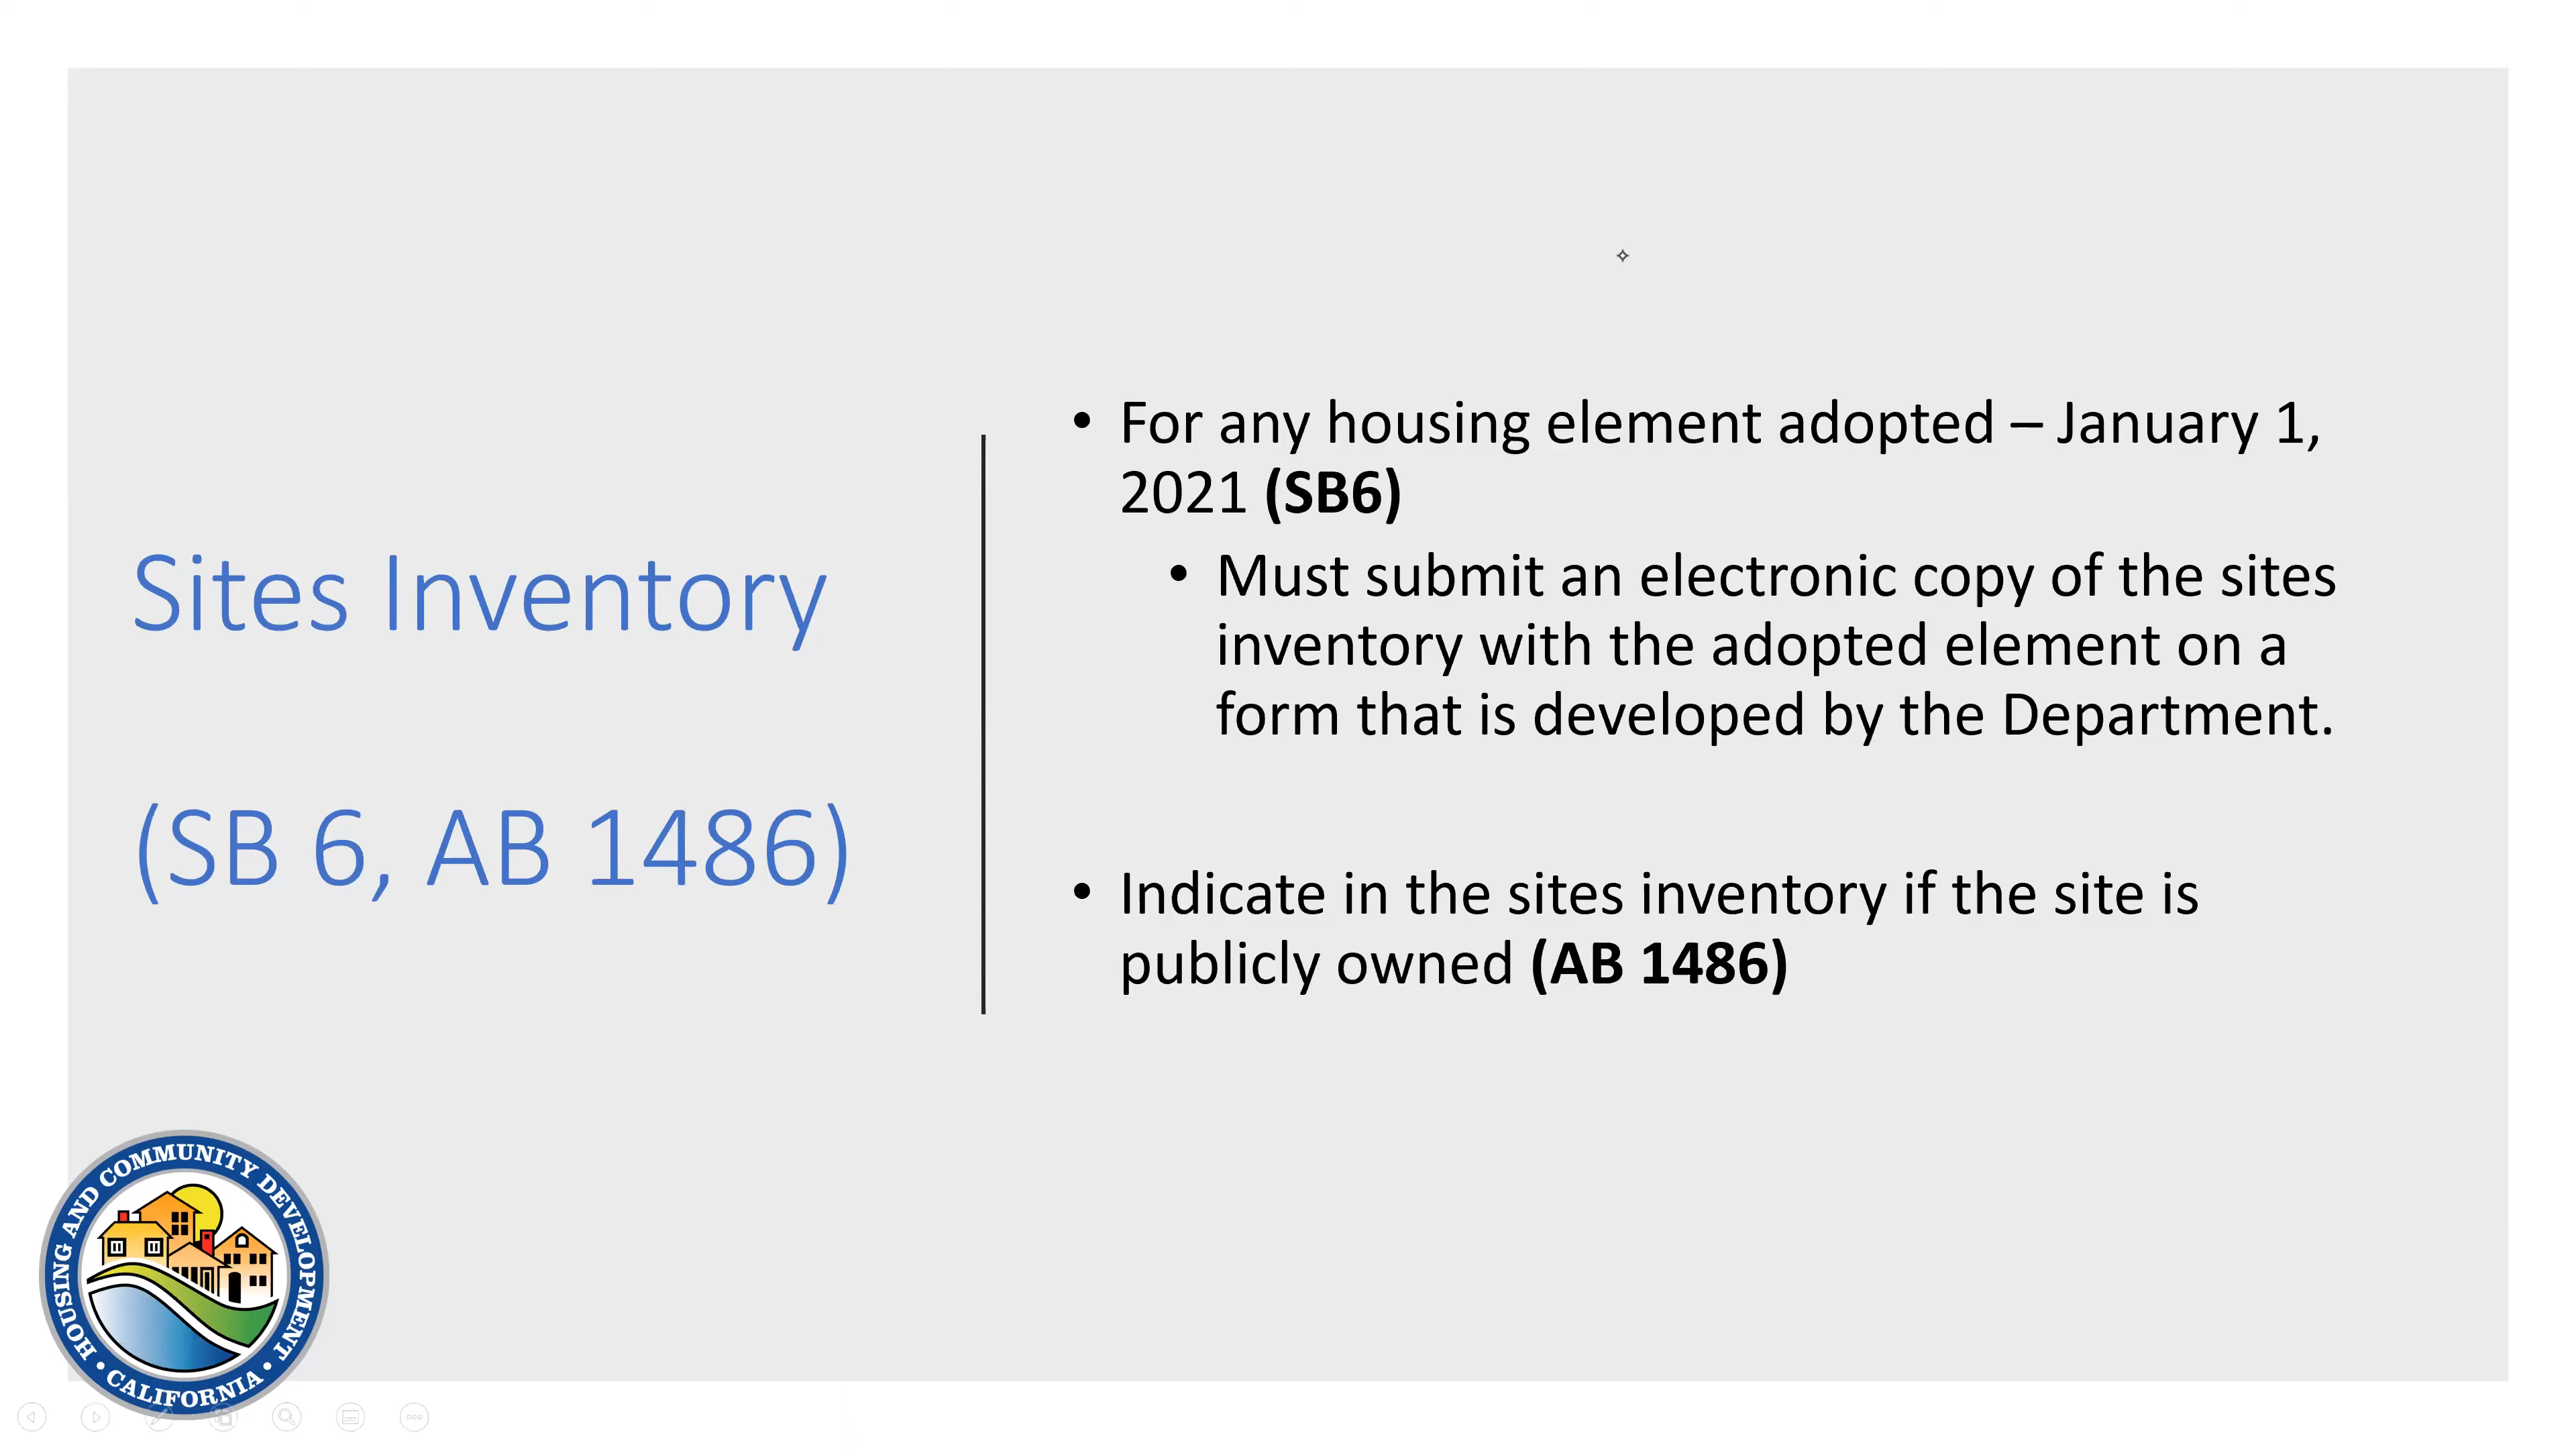 Sites Inventory
(SB 6, AB 1486)
• For any housing element adopted – January 1,
2021 (SB6)
• Must submit an electronic copy of the sites
inventory with the adopted element on a
form that is developed by the Department.
• Indicate in the sites inventory if the site is
publicly owned (AB 1486)
HOUSING AND COMMUNITY DEVELOPMENT • CALIFORNIA •